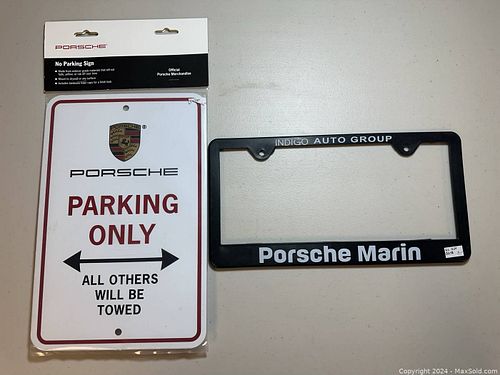 PORSCHE
No Parking Sign
Official
Porsche Merchandise
PORSCHE
PARKING
ONLY
ALL OTHERS
WILL BE
TOWED
INDIGO AUTO GROUP
Porsche Marin
Copyright 2024 - MaxSold.com